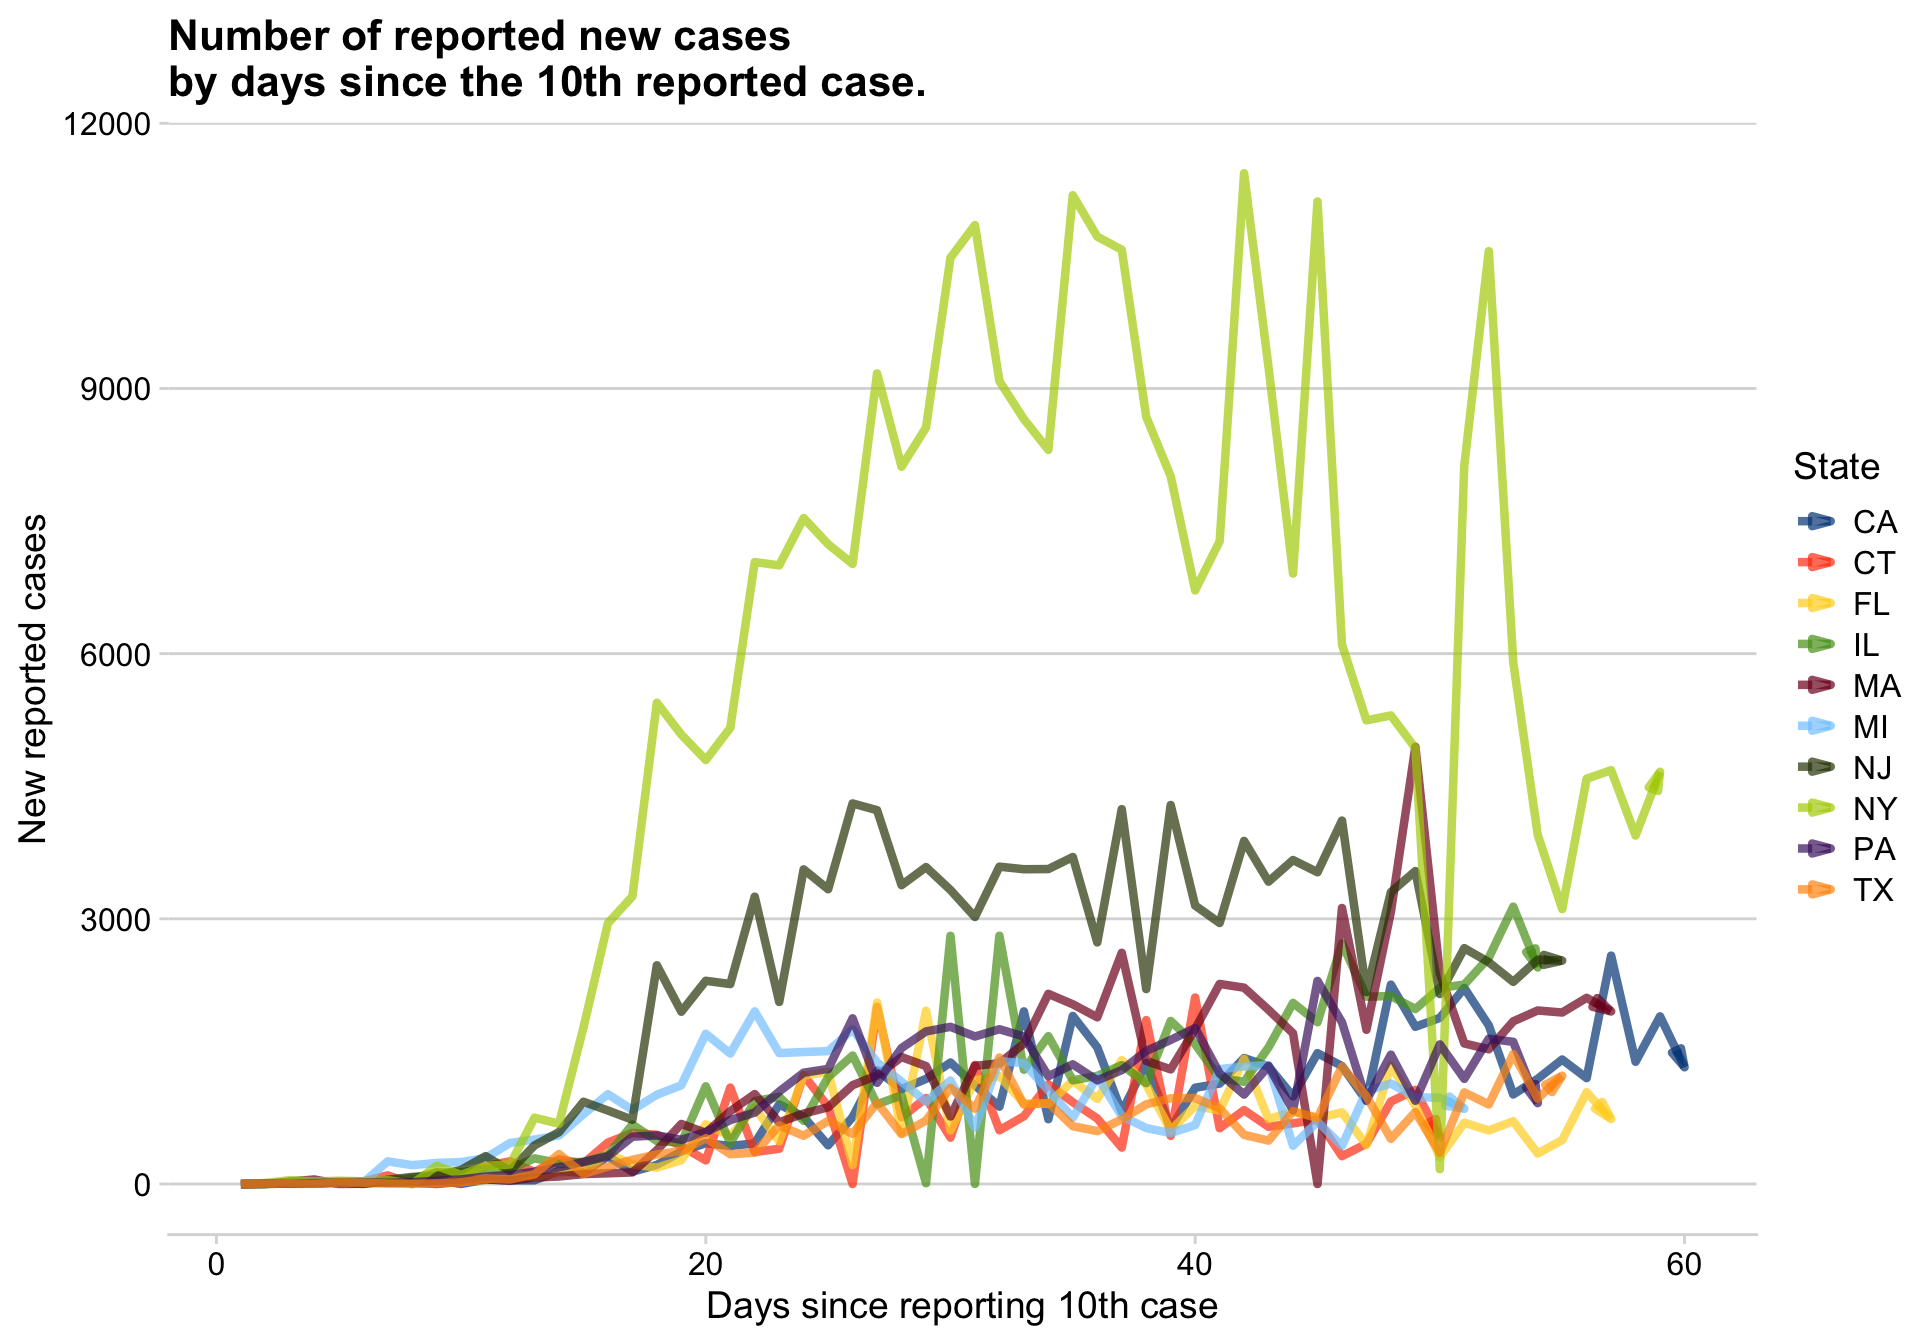 Number of reported new cases
by days since the 10th reported case.
12000
9000
6000
3000
0
New reported cases
0 20 40 60
Days since reporting 10th case
State
CA
CT
FL
IL
MA
MI
NJ
NY
PA
TX